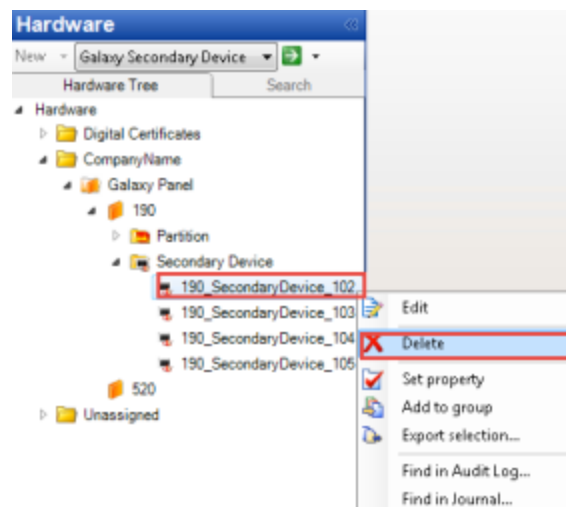 Hardware
New Galaxy Secondary Device
Hardware Tree Search
Hardware
Digital Certificates
CompanyName
Galaxy Panel
190
Partition
Secondary Device
190_SecondaryDevice_102
190_SecondaryDevice_103
190_SecondaryDevice_104
190_SecondaryDevice_105
520
Unassigned
Edit
Delete
Set property
Add to group
Export selection...
Find in Audit Log...
Find in Journal...